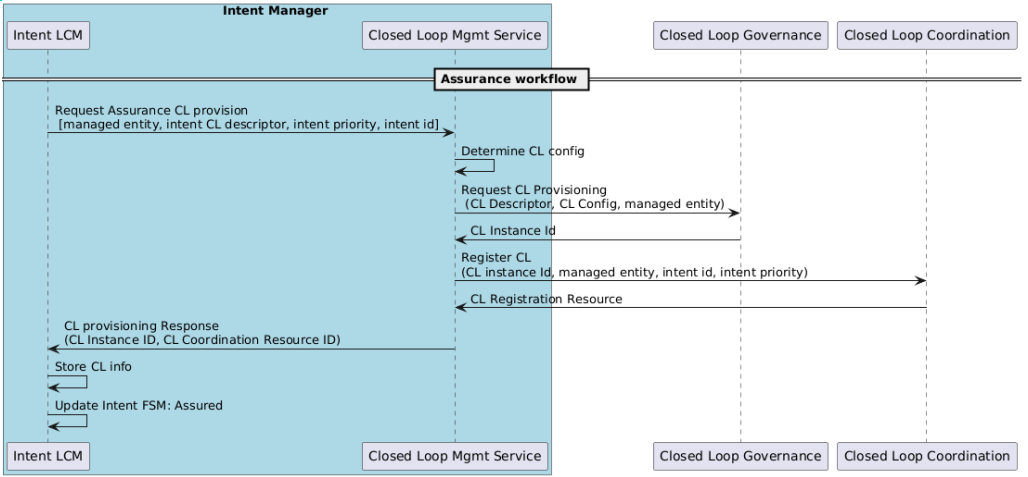 Intent Manager
Intent LCM
Closed Loop Mgmt Service
Closed Loop Governance
Closed Loop Coordination
Assurance workflow
Request Assurance CL provision
[managed entity, intent CL descriptor, intent priority, intent id]
Determine CL config
Request CL Provisioning
(CL Descriptor, CL Config, managed entity)
CL Instance Id
Register CL
(CL instance Id, managed entity, intent id, intent priority)
CL Registration Resource
CL provisioning Response
(CL Instance ID, CL Coordination Resource ID)
Store CL info
Update Intent FSM: Assured
Intent LCM
Closed Loop Mgmt Service
Closed Loop Governance
Closed Loop Coordination